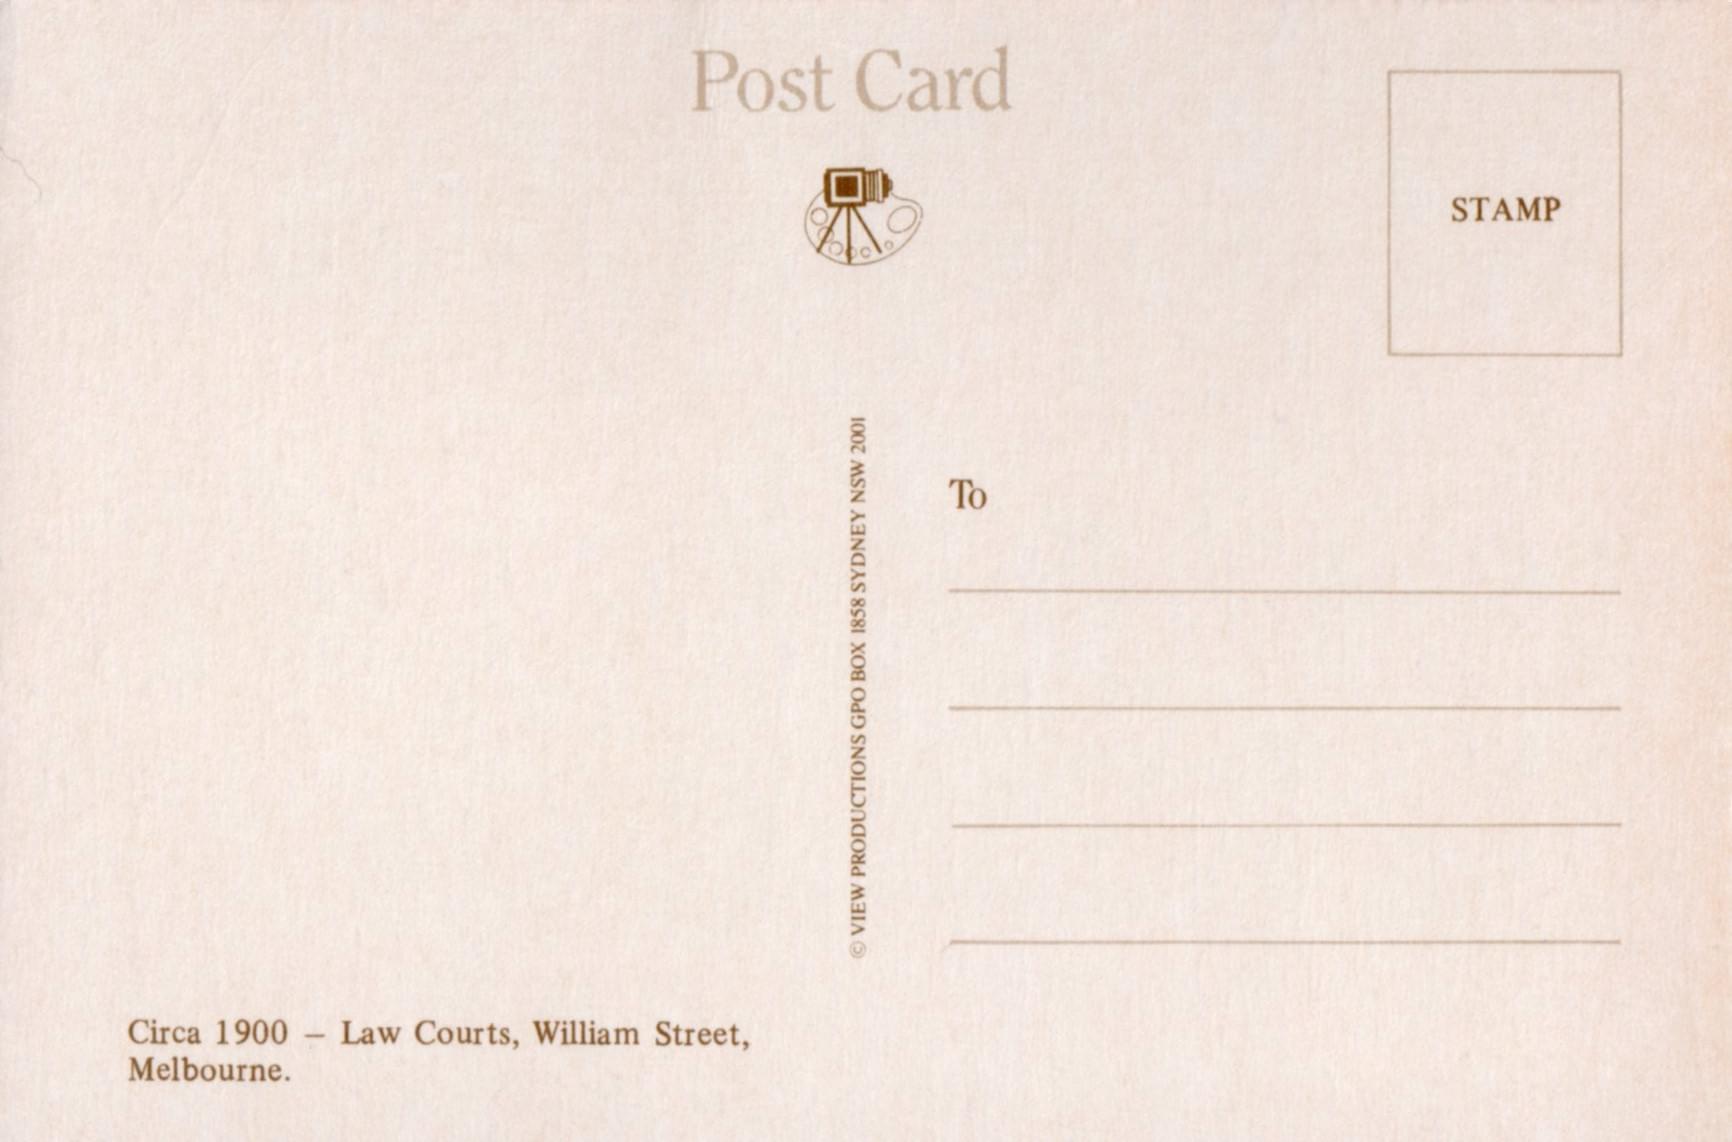 Post Card
STAMP
© VIEW PRODUCTIONS GPO BOX 1858 SYDNEY NSW 2001
To
Circa 1900 – Law Courts, William Street,
Melbourne.